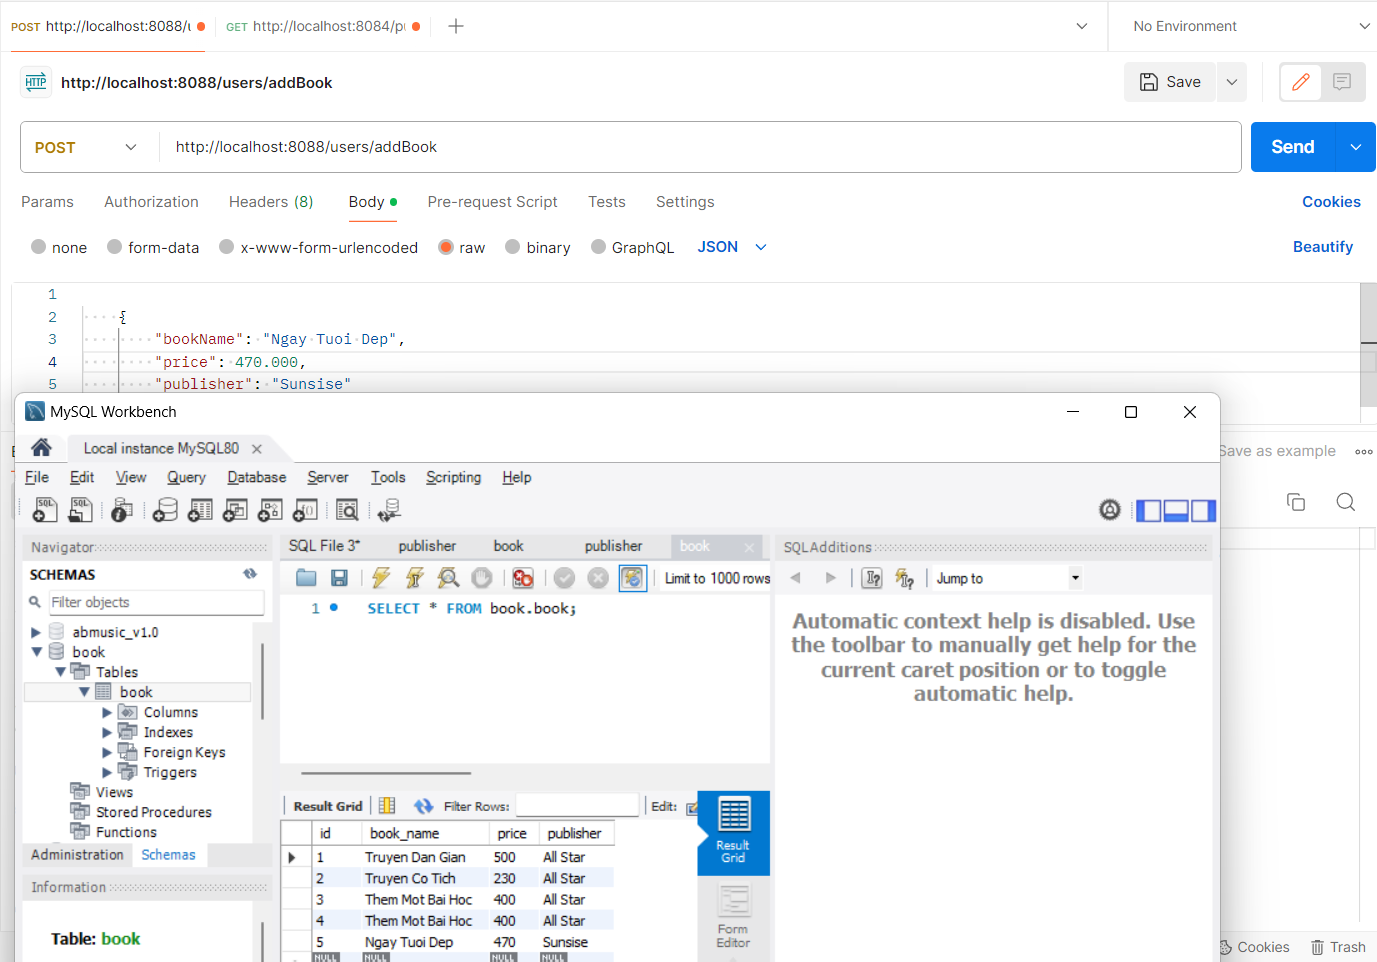 POST http://localhost:8088/u GET http://localhost:8084/p No Environment
HTTP http://localhost:8088/users/addBook Save
POST http://localhost:8088/users/addBook Send
Params Authorization Headers (8) Body Pre-request Script Tests Settings Cookies
none form-data x-www-form-urlencoded raw binary GraphQL JSON Beautify
1
2 {
3 "bookName": "Ngay Tuoi Dep",
4 "price": 470.000,
5 "publisher": "Sunsise"
MySQL Workbench
Local instance MySQL80
Save as example
File Edit View Query Database Server Tools Scripting Help
Navigator
SQL File 3* publisher book publisher book
SQLAdditions
SCHEMAS
Limit to 1000 rows
Jump to
Filter objects
1 SELECT * FROM book.book;
Automatic context help is disabled. Use
the toolbar to manually get help for the
current caret position or to toggle
automatic help.
abmusic_v1.0
book
Tables
book
Columns
Indexes
Foreign Keys
Triggers
Views
Stored Procedures
Functions
Administration Schemas
Information
Table: book
Result Grid Filter Rows: Edit:
id book_name price publisher
1 Truyen Dan Gian 500 All Star
2 Truyen Co Tich 230 All Star
3 Them Mot Bai Hoc 400 All Star
4 Them Mot Bai Hoc 400 All Star
5 Ngay Tuoi Dep 470 Sunsise
NULL NULL NULL NULL
Result
Grid
Form
Editor
Cookies Trash